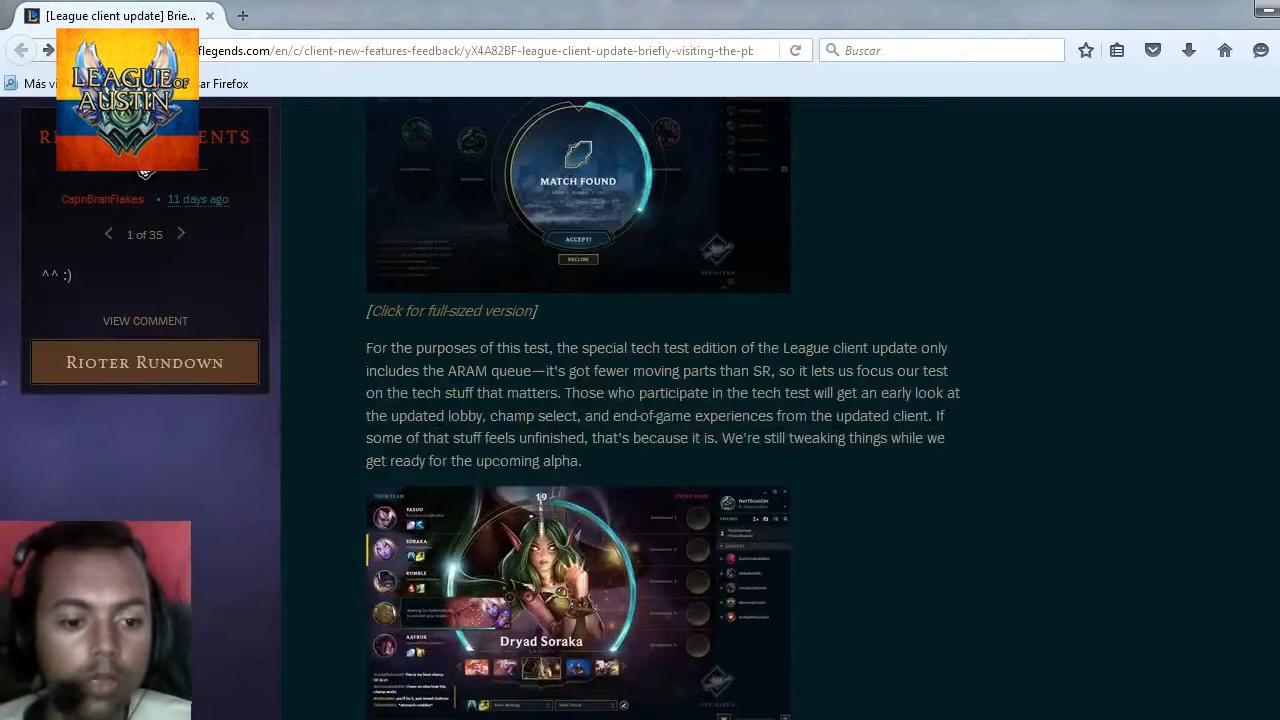 [League client update] Brie...
flegends.com/en/c/client-new-features-feedback/yX4A82BF-league-client-update-briefly-visiting-the-pb
Buscar
Más vi
ar Firefox
LEAGUE OF
AUSTIN
ENTS
CapnBranFlakes • 11 days ago
1 of 35
^^ :)
VIEW COMMENT
RIOTER RUNDOWN
MATCH FOUND
ACCEPT!
DECLINE
[Click for full-sized version]
For the purposes of this test, the special tech test edition of the League client update only
includes the ARAM queue—it's got fewer moving parts than SR, so it lets us focus our test
on the tech stuff that matters. Those who participate in the tech test will get an early look at
the updated lobby, champ select, and end-of-game experiences from the updated client. If
some of that stuff feels unfinished, that's because it is. We're still tweaking things while we
get ready for the upcoming alpha.
YOUR TEAM
19
YASUO
SORAKA
RUMBLE
AATROX
Dryad Soraka